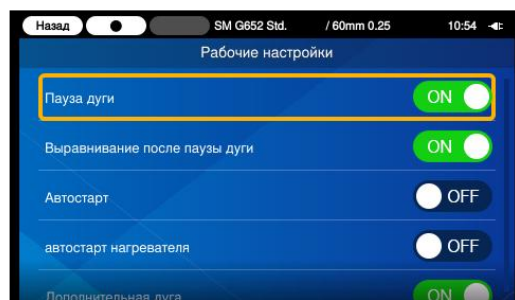 Назад SM G652 Std. / 60mm 0.25 10:54
Рабочие настройки
Пауза дуги ON
Выравнивание после паузы дуги ON
Автостарт OFF
автостарт нагревателя OFF
Дополнительная дуга ON